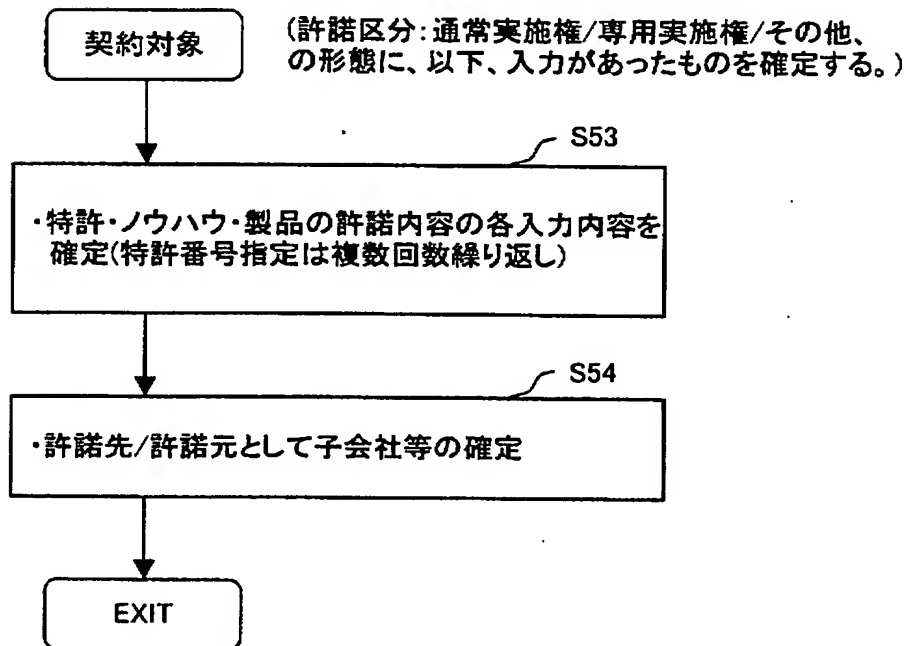 契約対象
(許諾区分:通常実施権/専用実施権/その他、
の形態に、以下、入力があったものを確定する。)
S53
・特許・ノウハウ・製品の許諾内容の各入力内容を
確定(特許番号指定は複数回数繰り返し)
S54
・許諾先/許諾元として子会社等の確定
EXIT